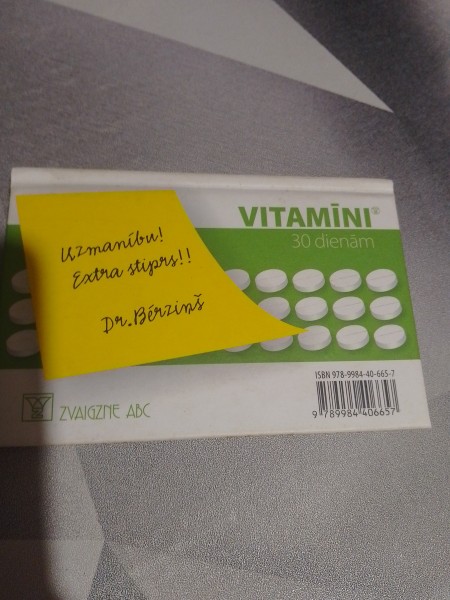 VITAMĪNI®
30 dienām
Uzmanību!
Extra stiprs!!
Dr.Bērziņš
ISBN 978-9984-40-665-7
9 789984 406657
ZVAIGZNE ABC